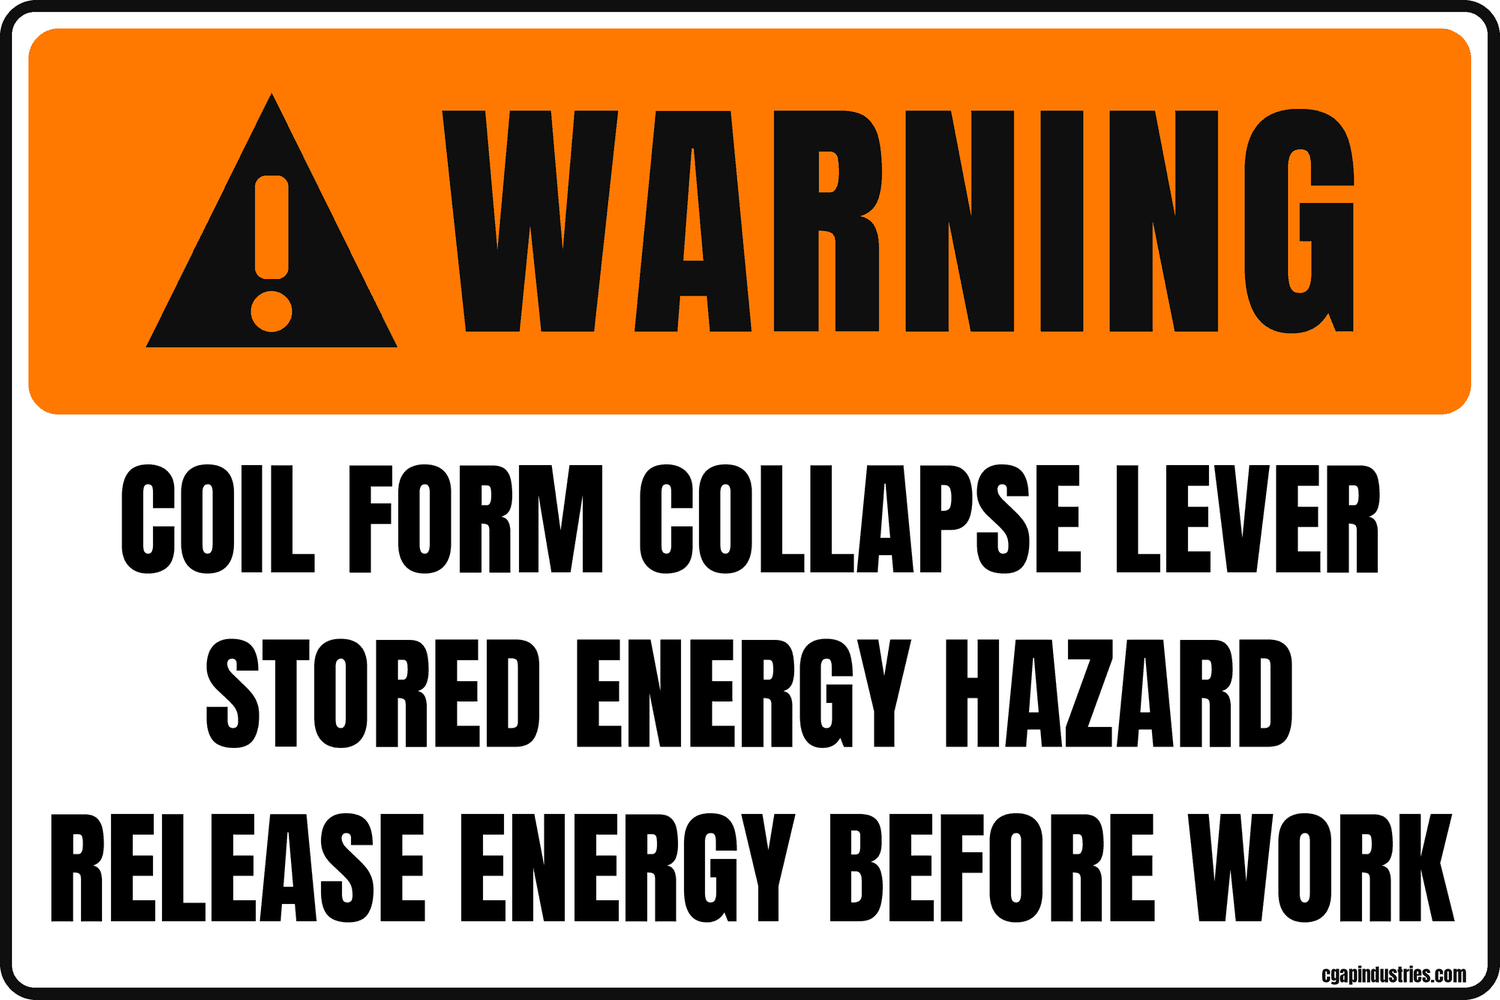 WARNING
COIL FORM COLLAPSE LEVER
STORED ENERGY HAZARD
RELEASE ENERGY BEFORE WORK
cgapindustries.com